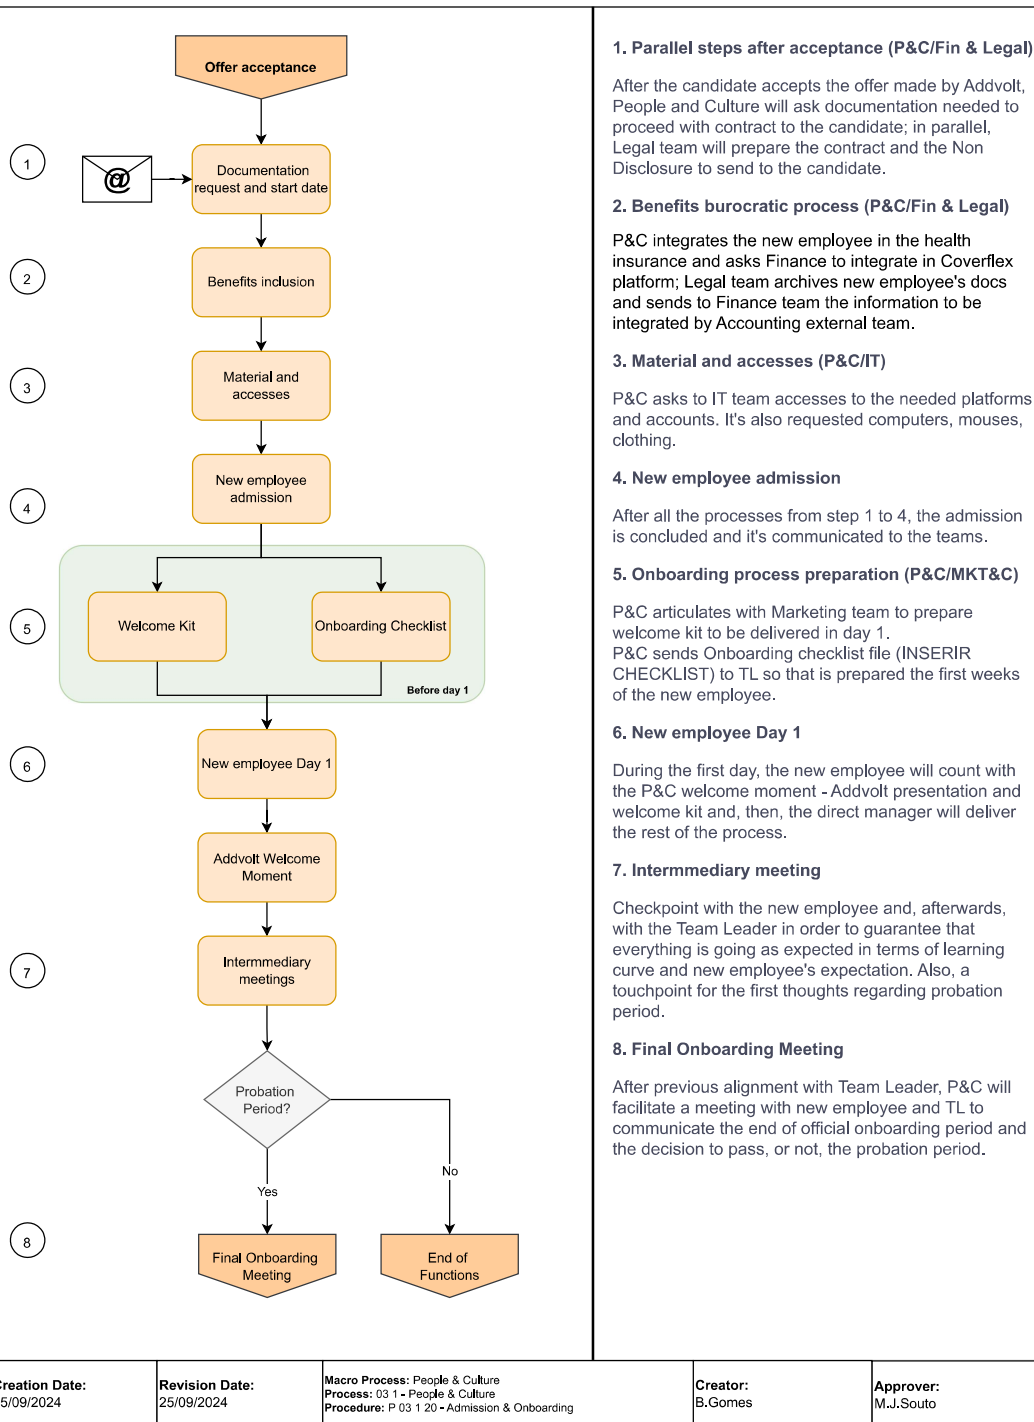 Offer acceptance
1
@
Documentation
request and start date
2
Benefits inclusion
3
Material and
accesses
4
New employee
admission
5
Welcome Kit
Onboarding Checklist
Before day 1
6
New employee Day 1
Addvolt Welcome
Moment
7
Intermmediary
meetings
Probation
Period?
Yes
No
8
Final Onboarding
Meeting
End of
Functions
1. Parallel steps after acceptance (P&C/Fin & Legal)
After the candidate accepts the offer made by Addvolt,
People and Culture will ask documentation needed to
proceed with contract to the candidate; in parallel,
Legal team will prepare the contract and the Non
Disclosure to send to the candidate.
2. Benefits burocratic process (P&C/Fin & Legal)
P&C integrates the new employee in the health
insurance and asks Finance to integrate in Coverflex
platform; Legal team archives new employee's docs
and sends to Finance team the information to be
integrated by Accounting external team.
3. Material and accesses (P&C/IT)
P&C asks to IT team accesses to the needed platforms
and accounts. It's also requested computers, mouses,
clothing.
4. New employee admission
After all the processes from step 1 to 4, the admission
is concluded and it's communicated to the teams.
5. Onboarding process preparation (P&C/MKT&C)
P&C articulates with Marketing team to prepare
welcome kit to be delivered in day 1.
P&C sends Onboarding checklist file (INSERIR
CHECKLIST) to TL so that is prepared the first weeks
of the new employee.
6. New employee Day 1
During the first day, the new employee will count with
the P&C welcome moment - Addvolt presentation and
welcome kit and, then, the direct manager will deliver
the rest of the process.
7. Intermmediary meeting
Checkpoint with the new employee and, afterwards,
with the Team Leader in order to guarantee that
everything is going as expected in terms of learning
curve and new employee's expectation. Also, a
touchpoint for the first thoughts regarding probation
period.
8. Final Onboarding Meeting
After previous alignment with Team Leader, P&C will
facilitate a meeting with new employee and TL to
communicate the end of official onboarding period and
the decision to pass, or not, the probation period.
Creation Date:
5/09/2024
Revision Date:
25/09/2024
Macro Process: People & Culture
Process: 03 1 - People & Culture
Procedure: P 03 1 20 - Admission & Onboarding
Creator:
B.Gomes
Approver:
M.J.Souto